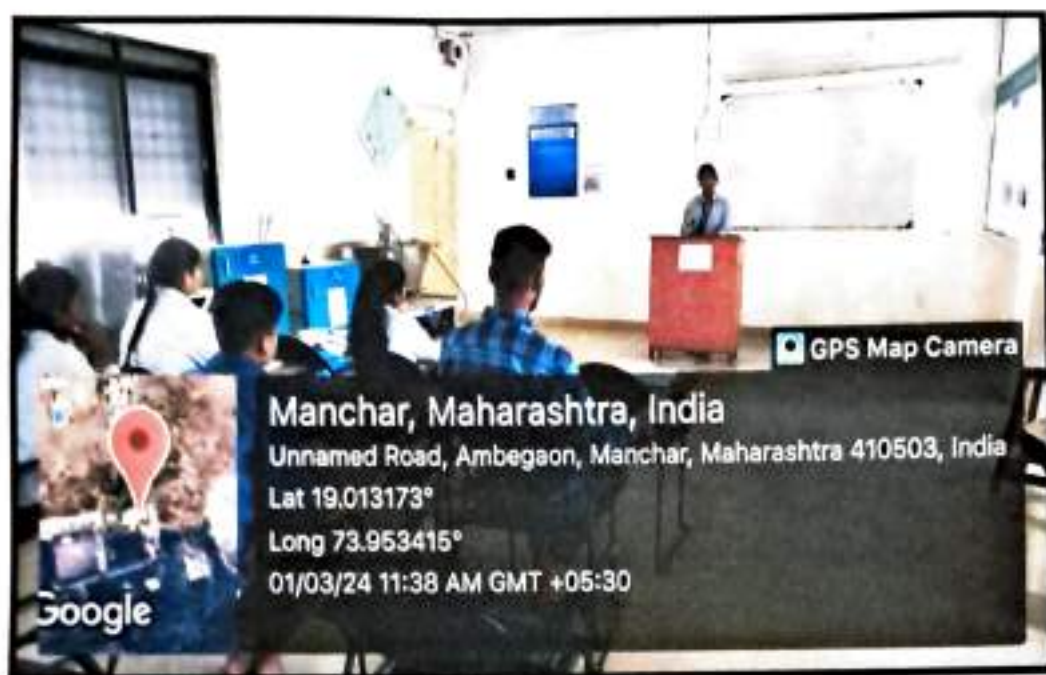 GPS Map Camera
Manchar, Maharashtra, India
Unnamed Road, Ambegaon, Manchar, Maharashtra 410503, India
Lat 19.013173°
Long 73.953415°
01/03/24 11:38 AM GMT +05:30
Google